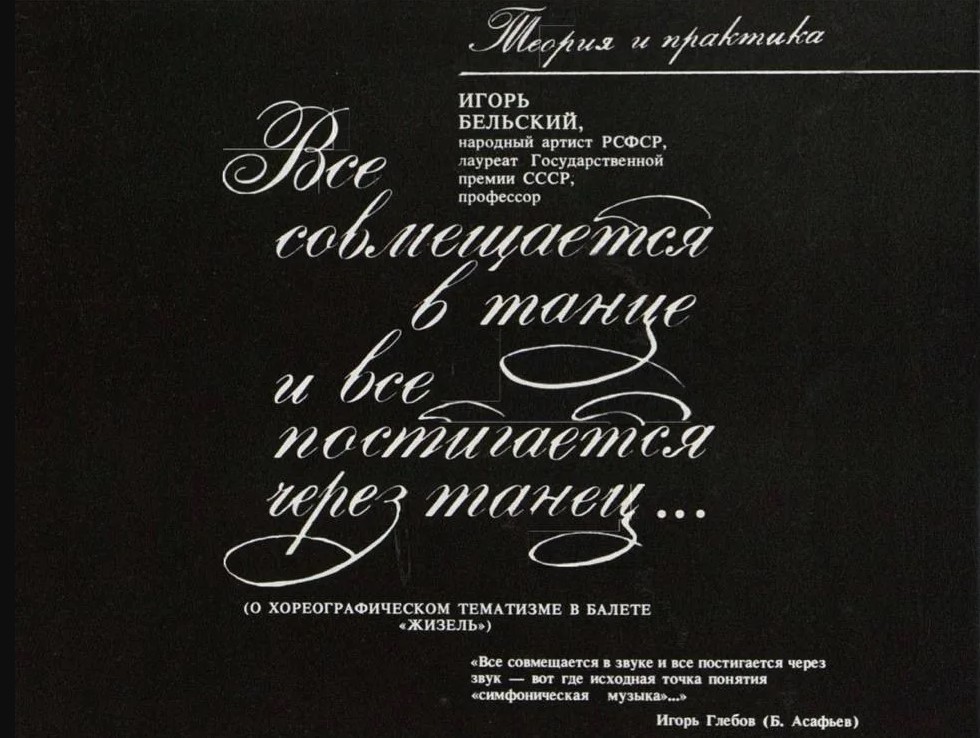 Теория и практика
ИГОРЬ
БЕЛЬСКИЙ,
народный артист РСФСР,
лауреат Государственной
премии СССР,
профессор
Все
совмещается
в танце
и все
постигается
через танец...
(О ХОРЕОГРАФИЧЕСКОМ ТЕМАТИЗМЕ В БАЛЕТЕ
«ЖИЗЕЛЬ»)
«Все совмещается в звуке и все постигается через
звук — вот где исходная точка понятия
«симфоническая музыка»...»
Игорь Глебов (Б. Асафьев)